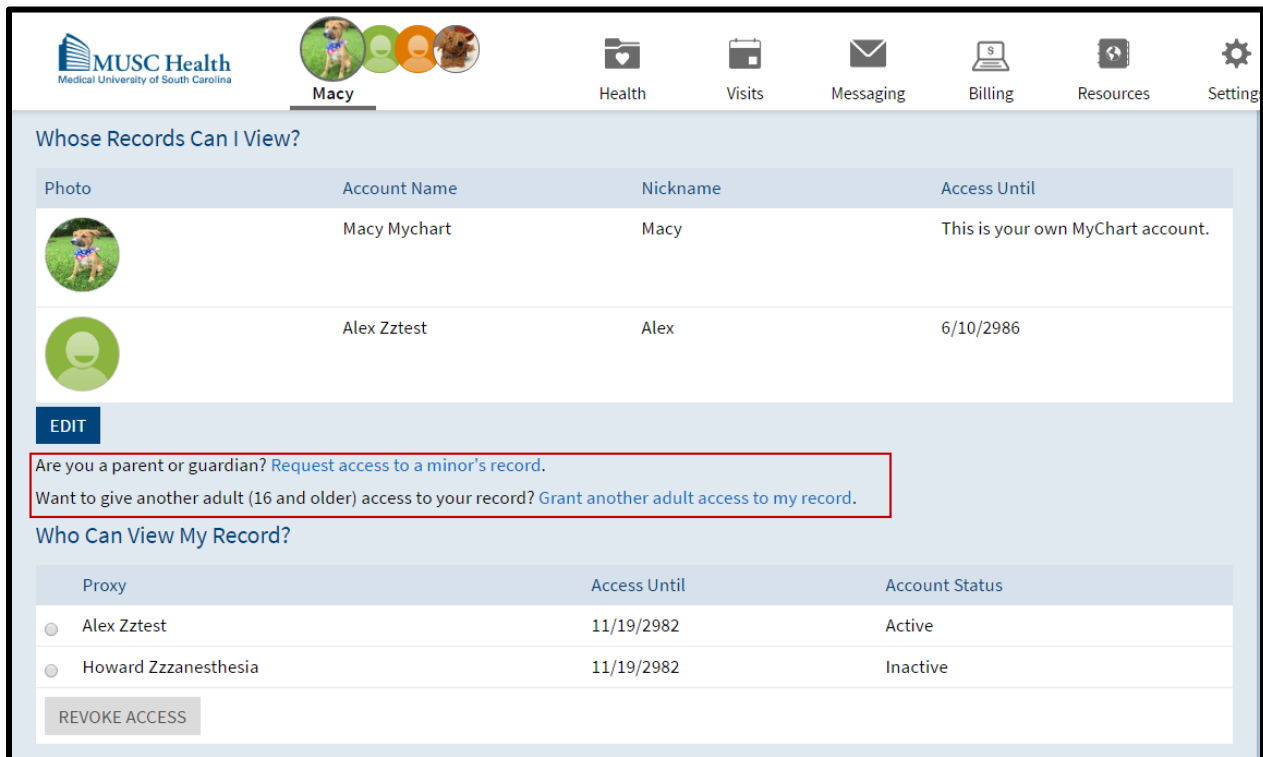 MUSC Health
Medical University of South Carolina
Macy
Health Visits Messaging Billing Resources Settings
Whose Records Can I View?
Photo Account Name Nickname Access Until
Macy Mychart Macy This is your own MyChart account.
Alex Zztest Alex 6/10/2986
EDIT
Are you a parent or guardian? Request access to a minor's record.
Want to give another adult (16 and older) access to your record? Grant another adult access to my record.
Who Can View My Record?
Proxy Access Until Account Status
Alex Zztest 11/19/2982 Active
Howard Zzzanesthesia 11/19/2982 Inactive
REVOKE ACCESS